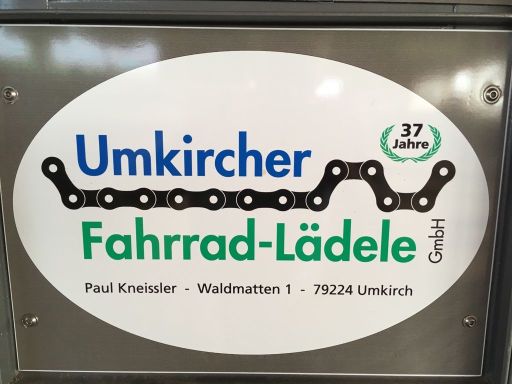 37
Jahre
Umkircher
Fahrrad-Lädele
GmbH
Paul Kneissler - Waldmatten 1 - 79224 Umkirch